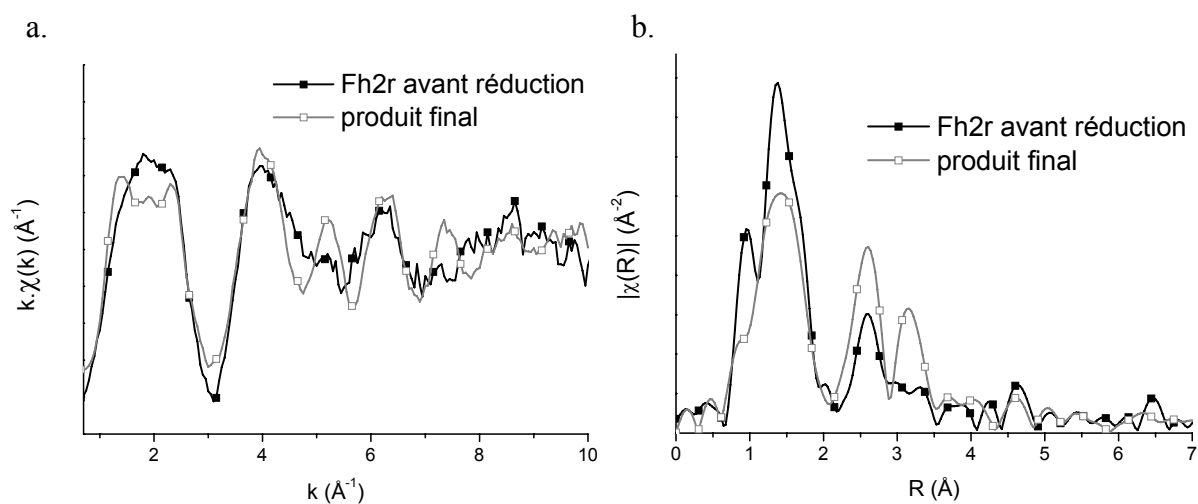 a.
Fh2r avant réduction
produit final
k.χ(k) (Å⁻¹)
2 4 6 8 10
k (Å⁻¹)
b.
Fh2r avant réduction
produit final
|χ(R)| (Å⁻²)
0 1 2 3 4 5 6 7
R (Å)